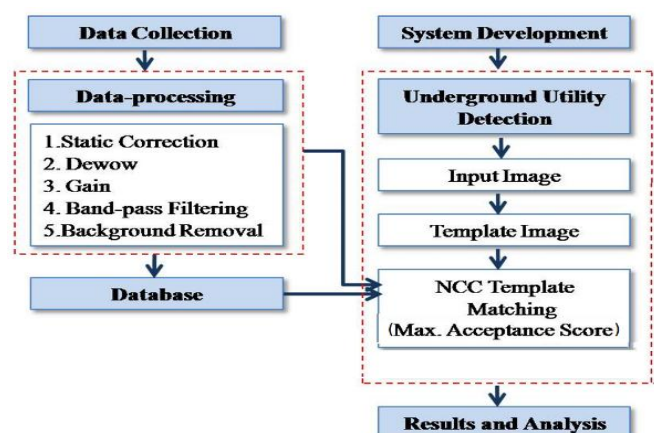 Data Collection
Data-processing
1.Static Correction
2. Dewow
3. Gain
4. Band-pass Filtering
5.Background Removal
Database
System Development
Underground Utility
Detection
Input Image
Template Image
NCC Template
Matching
(Max. Acceptance Score)
Results and Analysis